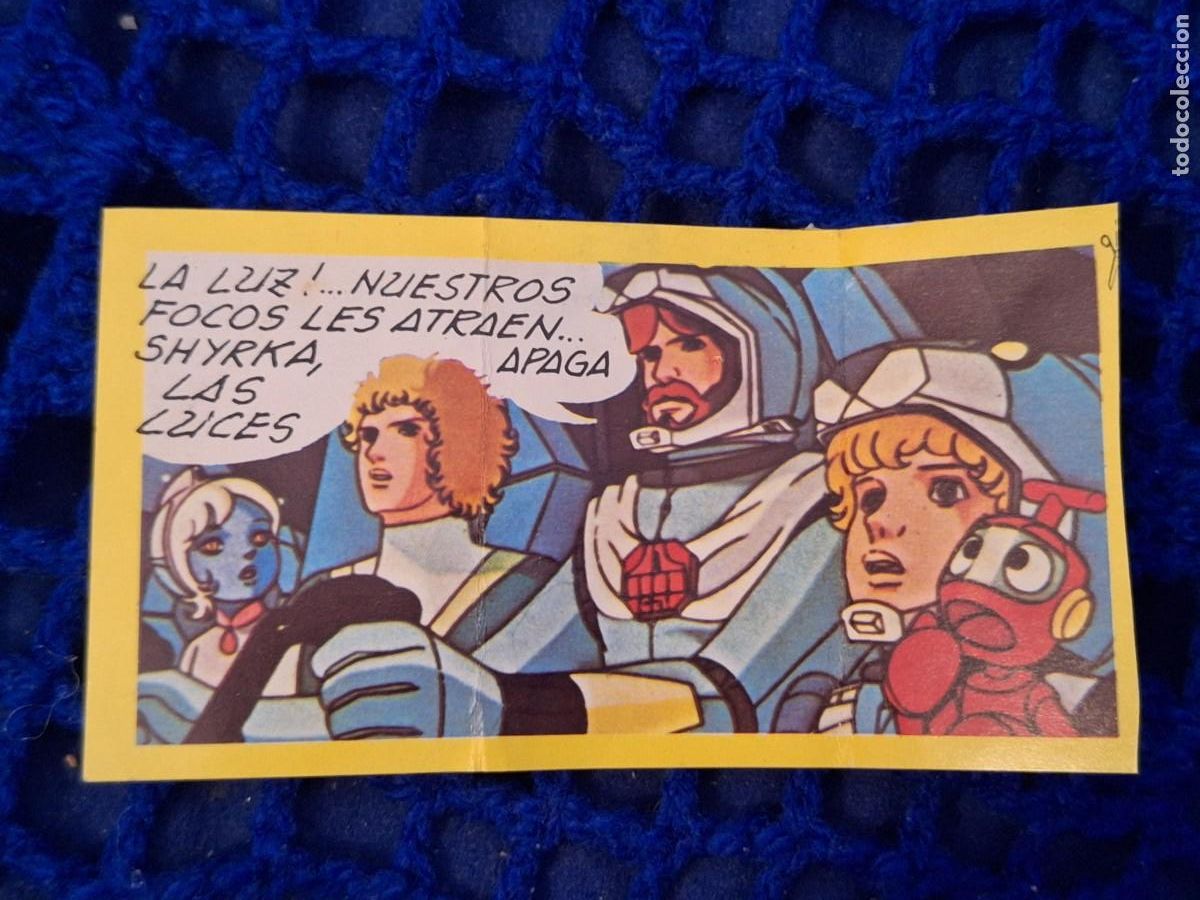 LA LUZ!... NUESTROS
FOCOS LES ATRAEN...
SHYRKA, APAGA
LAS
LUCES
todocoleccion